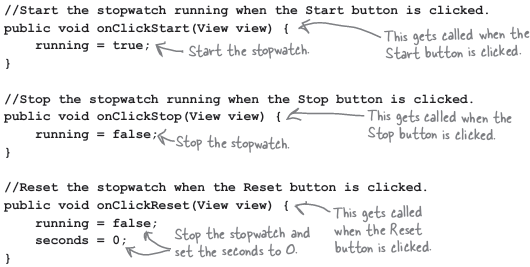 //Start the stopwatch running when the Start button is clicked.
public void onClickStart(View view) {
This gets called when the
Start button is clicked.
running = true;
Start the stopwatch.
}
//Stop the stopwatch running when the Stop button is clicked.
public void onClickStop(View view) {
This gets called when the
Stop button is clicked.
running = false;
Stop the stopwatch.
}
//Reset the stopwatch when the Reset button is clicked.
public void onClickReset(View view) {
This gets called
when the Reset
button is clicked.
running = false;
seconds = 0;
Stop the stopwatch and
set the seconds to 0.
}